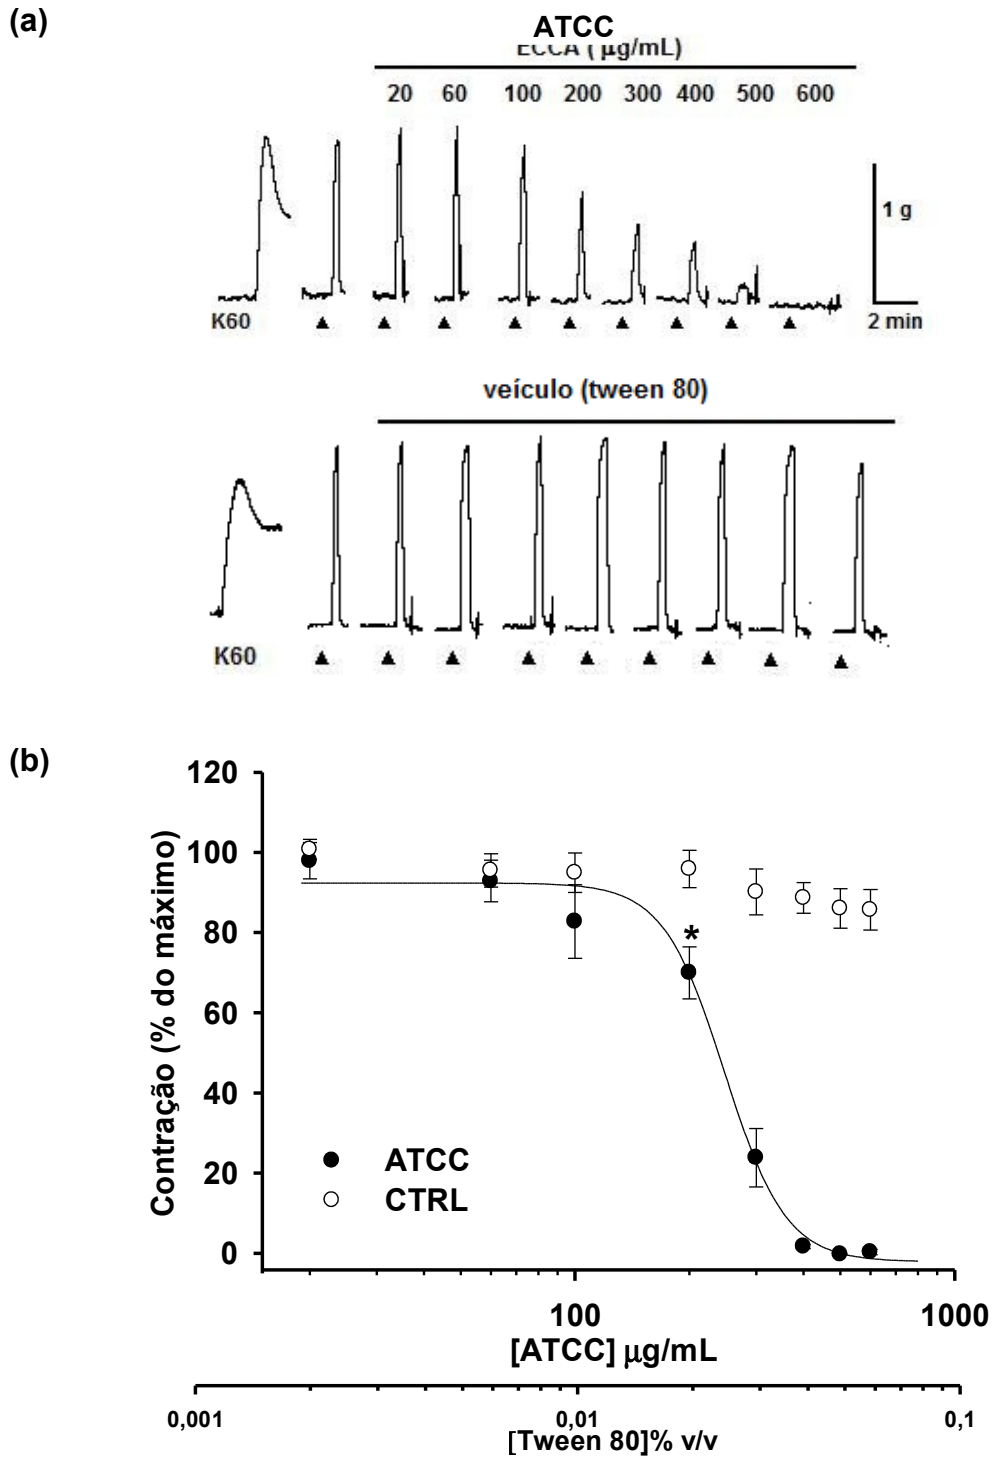 (a)
ATCC
ECCA ( μg/mL)
20 60 100 200 300 400 500 600
1 g
K60
2 min
veículo (tween 80)
K60
(b)
120
100
80
60
40
20
0
Contração (% do máximo)
*
ATCC
CTRL
100 1000
[ATCC] μg/mL
0,001 0,01 0,1
[Tween 80]% v/v